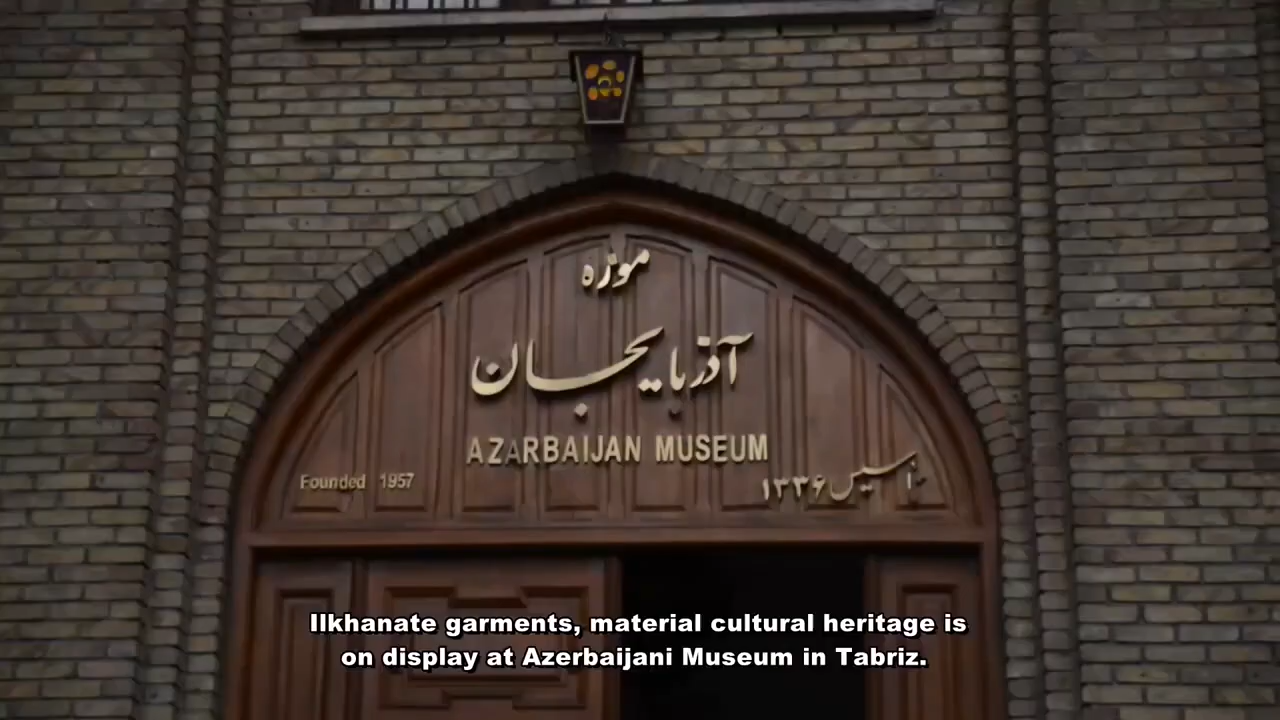 موزه
آذربایجان
AZARBAIJAN MUSEUM
Founded 1957
تاسیس ۱۳۳۶
Ilkhanate garments, material cultural heritage is
on display at Azerbaijani Museum in Tabriz.